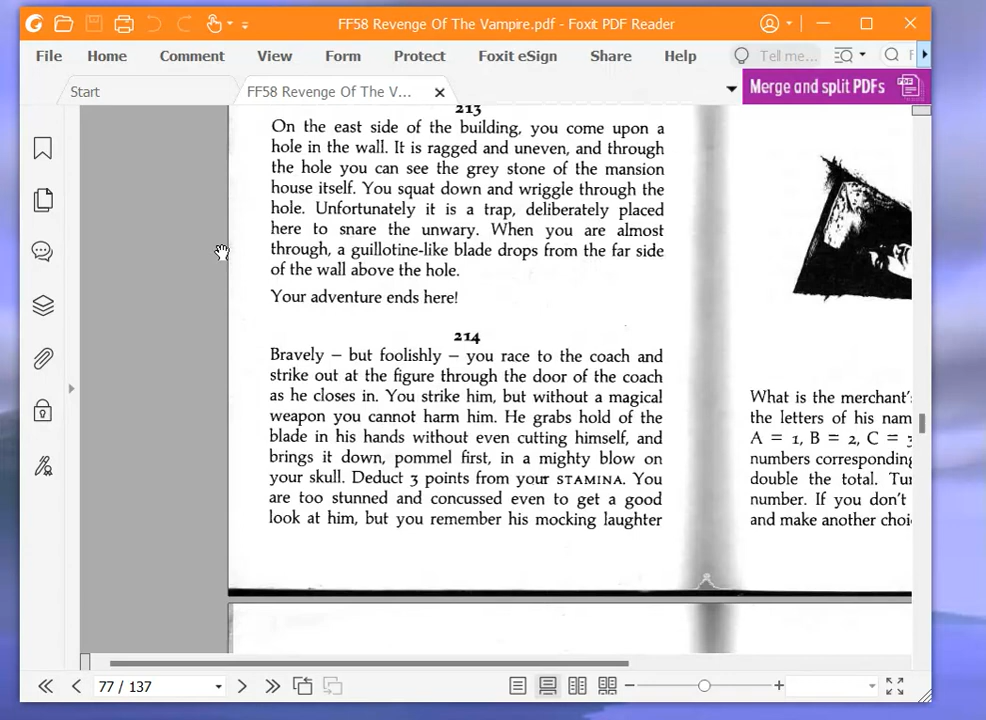 FF58 Revenge Of The Vampire.pdf - Foxit PDF Reader
File Home Comment View Form Protect Foxit eSign Share Help Tell me...
Start
FF58 Revenge Of The V...
Merge and split PDFs
213
On the east side of the building, you come upon a
hole in the wall. It is ragged and uneven, and through
the hole you can see the grey stone of the mansion
house itself. You squat down and wriggle through the
hole. Unfortunately it is a trap, deliberately placed
here to snare the unwary. When you are almost
through, a guillotine-like blade drops from the far side
of the wall above the hole.
Your adventure ends here!
214
Bravely – but foolishly – you race to the coach and
strike out at the figure through the door of the coach
as he closes in. You strike him, but without a magical
weapon you cannot harm him. He grabs hold of the
blade in his hands without even cutting himself, and
brings it down, pommel first, in a mighty blow on
your skull. Deduct 3 points from your STAMINA. You
are too stunned and concussed even to get a good
look at him, but you remember his mocking laughter
What is the merchant's
the letters of his nam
A = 1, B = 2, C = 3
numbers corresponding
double the total. Tur
number. If you don't
and make another choi
77 / 137